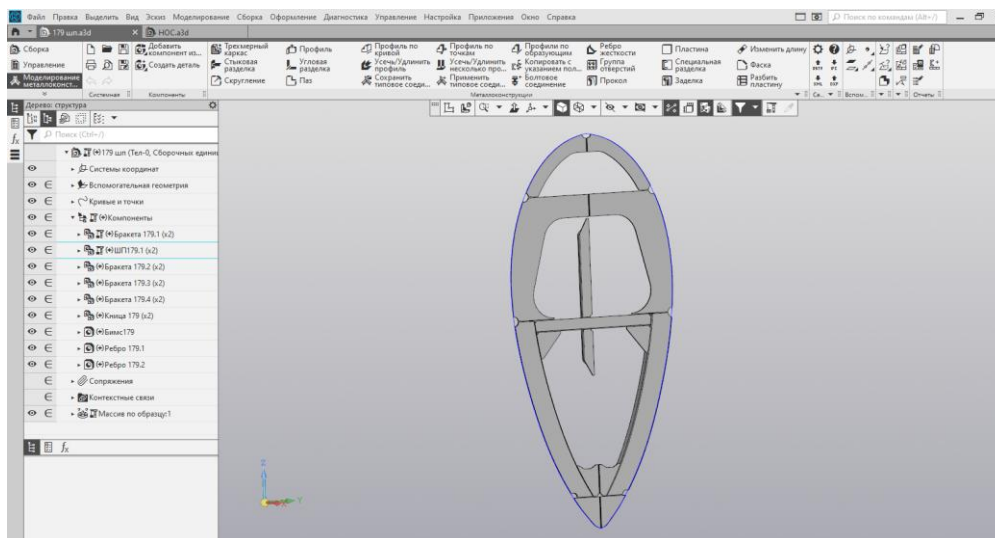 Файл Правка Выделить Вид Эскиз Моделирование Сборка Оформление Диагностика Управление Настройка Приложения Окно Справка
Поиск по командам (Alt+/)
179 шп.a3d
НОС.a3d
Сборка
Управление
Моделирование металлоконст...
Системная
Добавить компонент из...
Создать деталь
Компоненты
Трехмерный каркас
Стыковая разделка
Скругление
Профиль
Угловая разделка
Паз
Профиль по кривой
Усечь/Удлинить профиль
Сохранить типовое соеди...
Профиль по точкам
Усечь/Удлинить несколько про...
Применить типовое соеди...
Профили по образующим
Копировать с указанием пол...
Болтовое соединение
Ребро жесткости
Группа отверстий
Прокол
Пластина
Специальная разделка
Заделка
Изменить длину
Фаска
Разбить пластину
Металлоконструкции
Вспом...
Отчеты
Дерево: структура
Поиск (Ctrl+/)
(+)179 шп (Тел-0, Сборочных едини
Системы координат
Вспомогательная геометрия
Кривые и точки
(+)Компоненты
(+)Бракета 179.1 (x2)
(+)ШП179.1 (x2)
(+)Бракета 179.2 (x2)
(+)Бракета 179.3 (x2)
(+)Бракета 179.4 (x2)
(+)Кница 179 (x2)
(+)Бимс179
(+)Ребро 179.1
(+)Ребро 179.2
Сопряжения
Контекстные связи
Массив по образцу:1
Z
Y